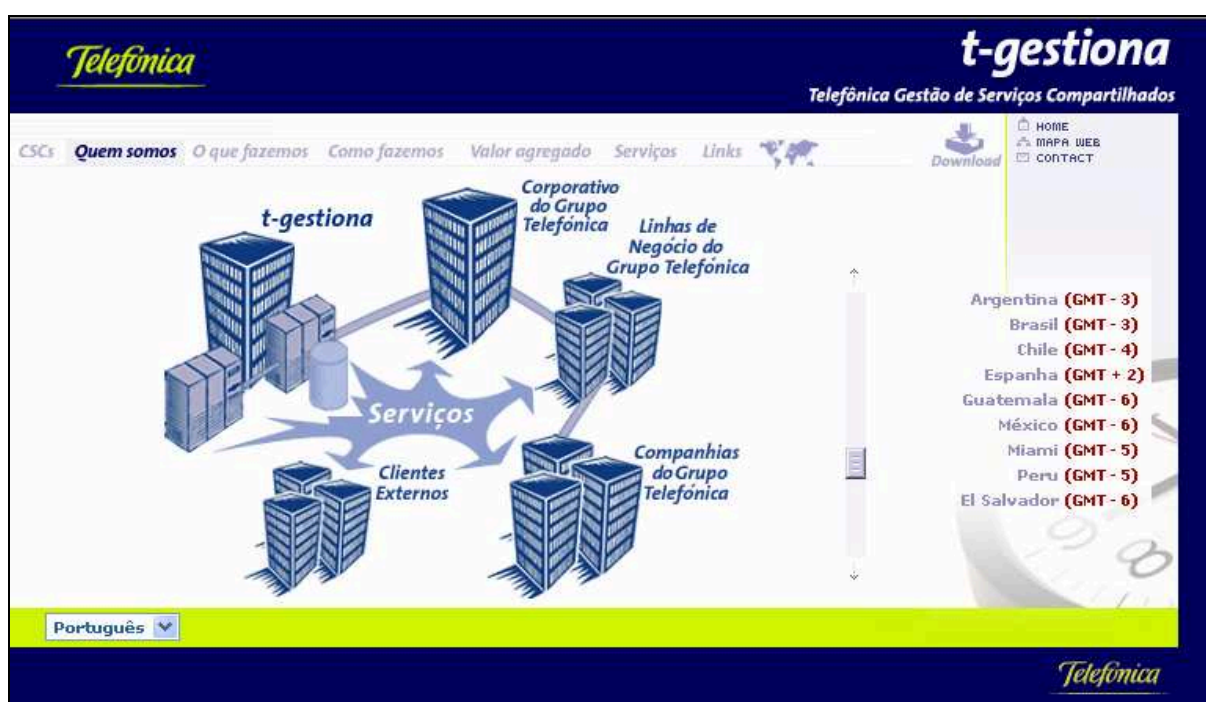 Telefónica
t-gestiona
Telefônica Gestão de Serviços Compartilhados
CSCs Quem somos O que fazemos Como fazemos Valor agregado Serviços Links
Download
HOME
MAPA WEB
CONTACT
t-gestiona
Corporativo
do Grupo
Telefónica
Linhas de
Negócio do
Grupo Telefónica
Serviços
Clientes
Externos
Companhias
do Grupo
Telefónica
Argentina (GMT - 3)
Brasil (GMT - 3)
Chile (GMT - 4)
Espanha (GMT + 2)
Guatemala (GMT - 6)
México (GMT - 6)
Miami (GMT - 5)
Peru (GMT - 5)
El Salvador (GMT - 6)
8
Português
Telefónica